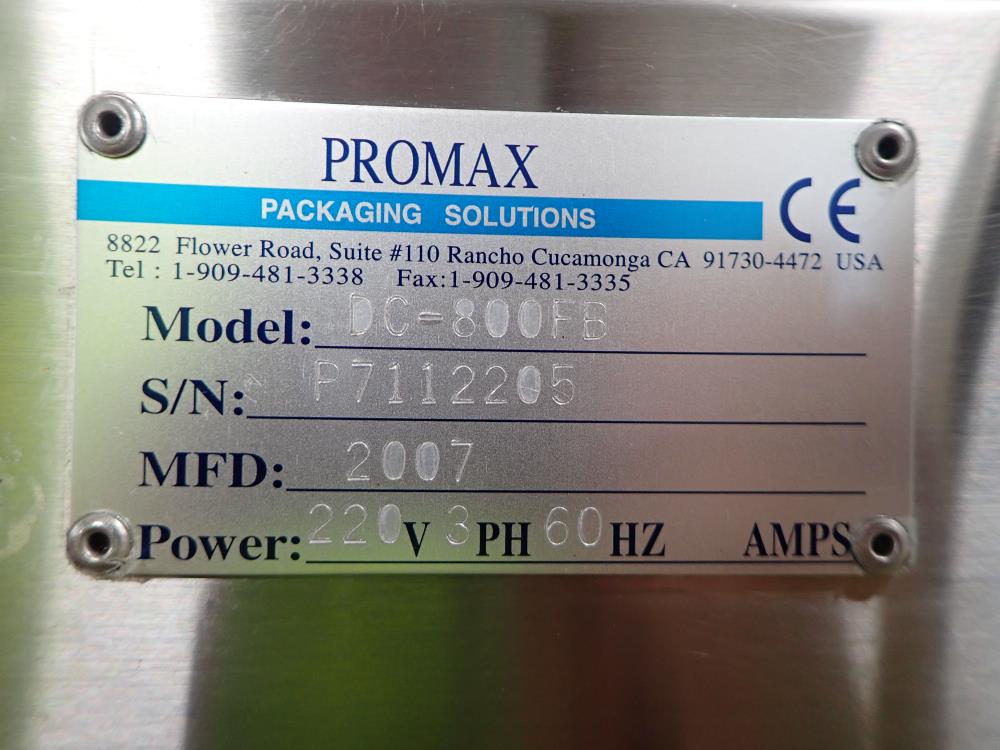 PROMAX
PACKAGING SOLUTIONS
CE
8822 Flower Road, Suite #110 Rancho Cucamonga CA 91730-4472 USA
Tel : 1-909-481-3338 Fax:1-909-481-3335
Model: DC-800FB
S/N: P7112205
MFD: 2007
Power: 220 V 3 PH 60 HZ AMPS